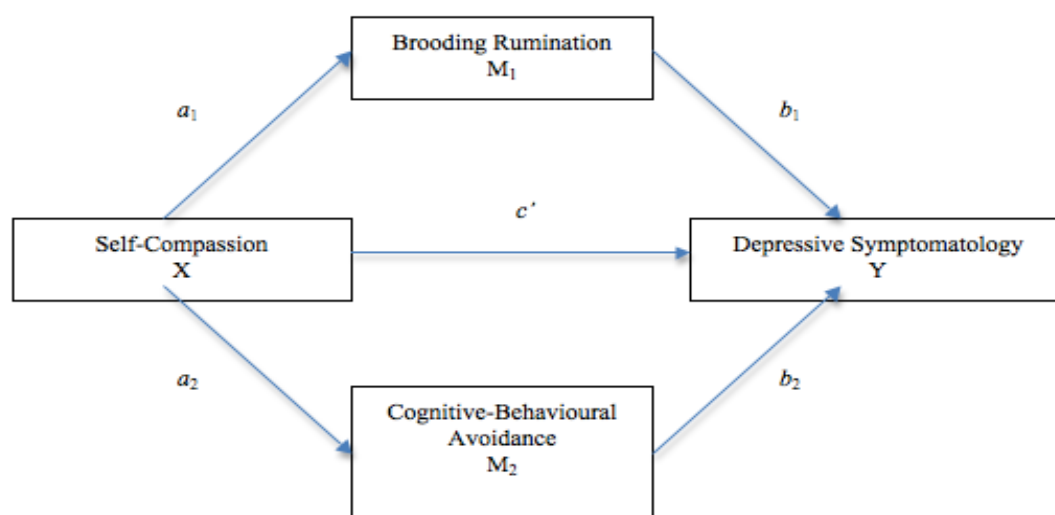 Brooding Rumination
M₁
a₁
b₁
c'
Self-Compassion
X
Depressive Symptomatology
Y
a₂
b₂
Cognitive-Behavioural
Avoidance
M₂